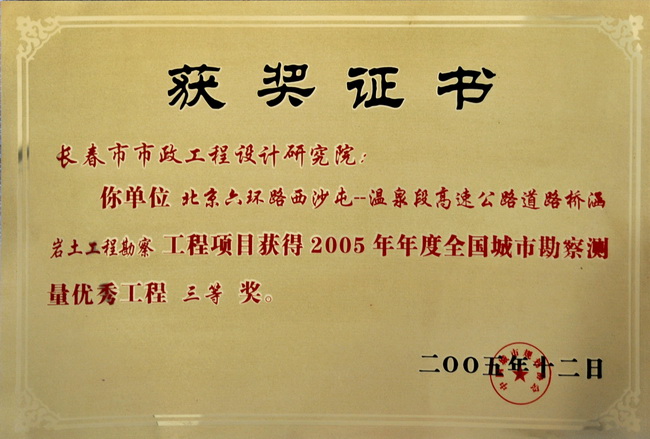 获奖证书
长春市市政工程设计研究院：
你单位 北京六环路西沙屯--温泉段高速公路道路桥涵
岩土工程勘察 工程项目获得2005年年度全国城市勘察测
量优秀工程 三等 奖。
二〇〇五年十二日